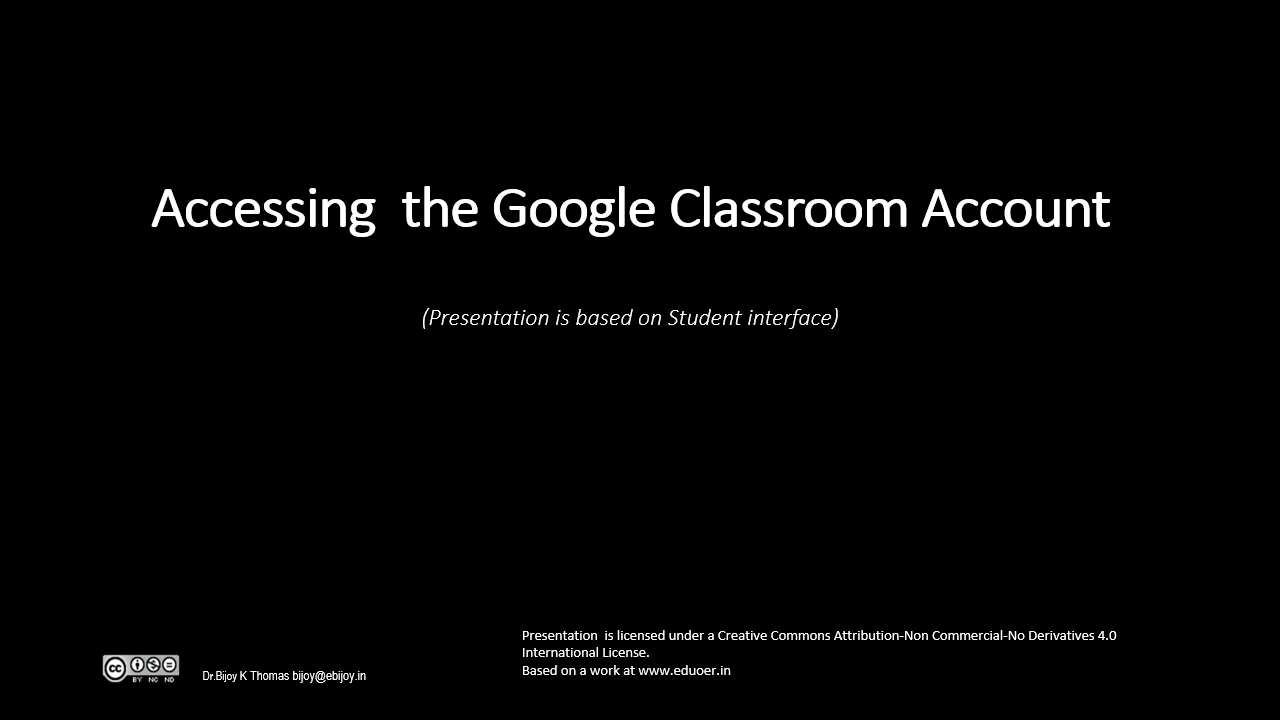 Accessing  the Google Classroom Account
(Presentation is based on Student interface)
Presentation  is licensed under a Creative Commons Attribution-Non Commercial-No Derivatives 4.0
International License.
Based on a work at www.eduoer.in
cc
BY NC ND
Dr.Bijoy K Thomas bijoy@ebijoy.in